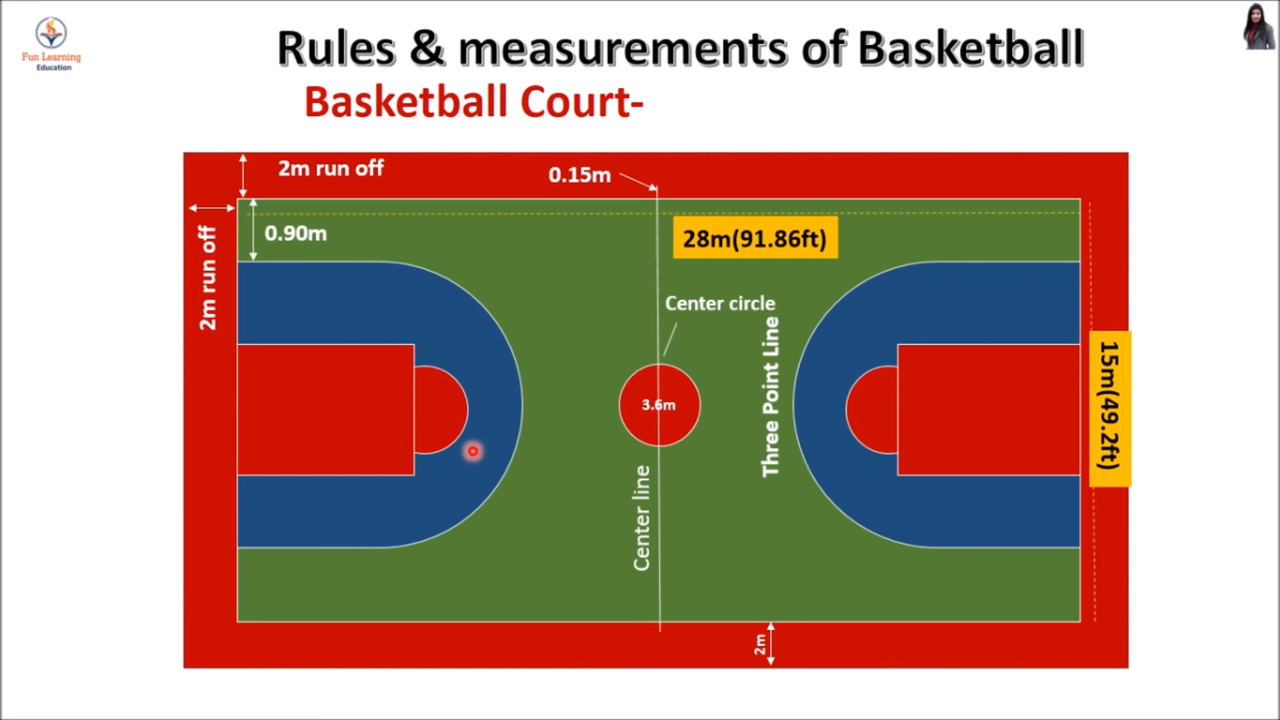 Fun Learning
Education
Rules & measurements of Basketball
Basketball Court-
2m run off
0.15m
2m run off
0.90m
28m(91.86ft)
Center circle
Three Point Line
3.6m
15m(49.2ft)
Center line
2m